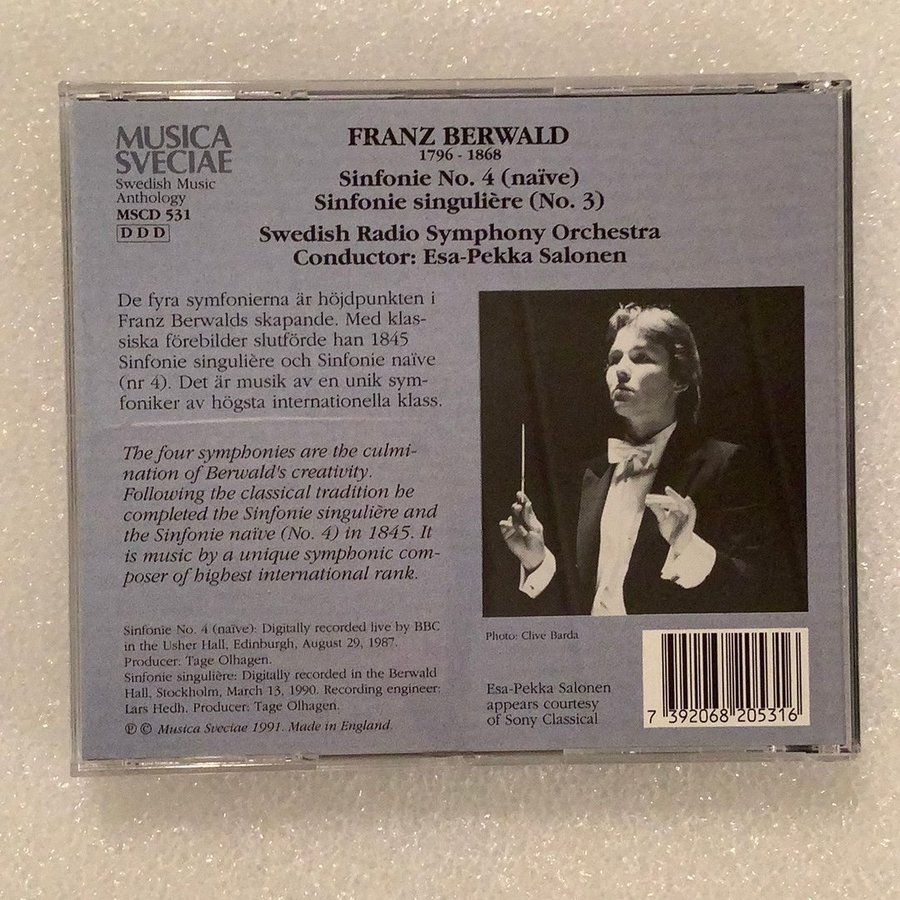 MUSICA
SVECIAE
Swedish Music
Anthology
MSCD 531
DDD
FRANZ BERWALD
1796 - 1868
Sinfonie No. 4 (naïve)
Sinfonie singulière (No. 3)
Swedish Radio Symphony Orchestra
Conductor: Esa-Pekka Salonen
De fyra symfonierna är höjdpunkten i
Franz Berwalds skapande. Med klas-
siska förebilder slutförde han 1845
Sinfonie singulière och Sinfonie naïve
(nr 4). Det är musik av en unik sym-
foniker av högsta internationella klass.
The four symphonies are the culmi-
nation of Berwald's creativity.
Following the classical tradition he
completed the Sinfonie singulière and
the Sinfonie naïve (No. 4) in 1845. It
is music by a unique symphonic com-
poser of highest international rank.
Sinfonie No. 4 (naïve): Digitally recorded live by BBC
in the Usher Hall, Edinburgh, August 29, 1987.
Producer: Tage Olhagen.
Sinfonie singulière: Digitally recorded in the Berwald
Hall, Stockholm, March 13, 1990. Recording engineer:
Lars Hedh. Producer: Tage Olhagen.
℗ © Musica Sveciae 1991. Made in England.
Photo: Clive Barda
Esa-Pekka Salonen
appears courtesy
of Sony Classical
7 392068 205316